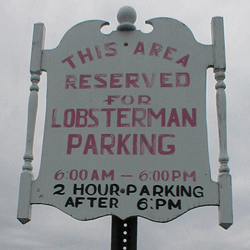 THIS AREA
RESERVED
FOR
LOBSTERMAN
PARKING
6:00AM – 6:00PM
2 HOUR•PARKING
AFTER 6:PM